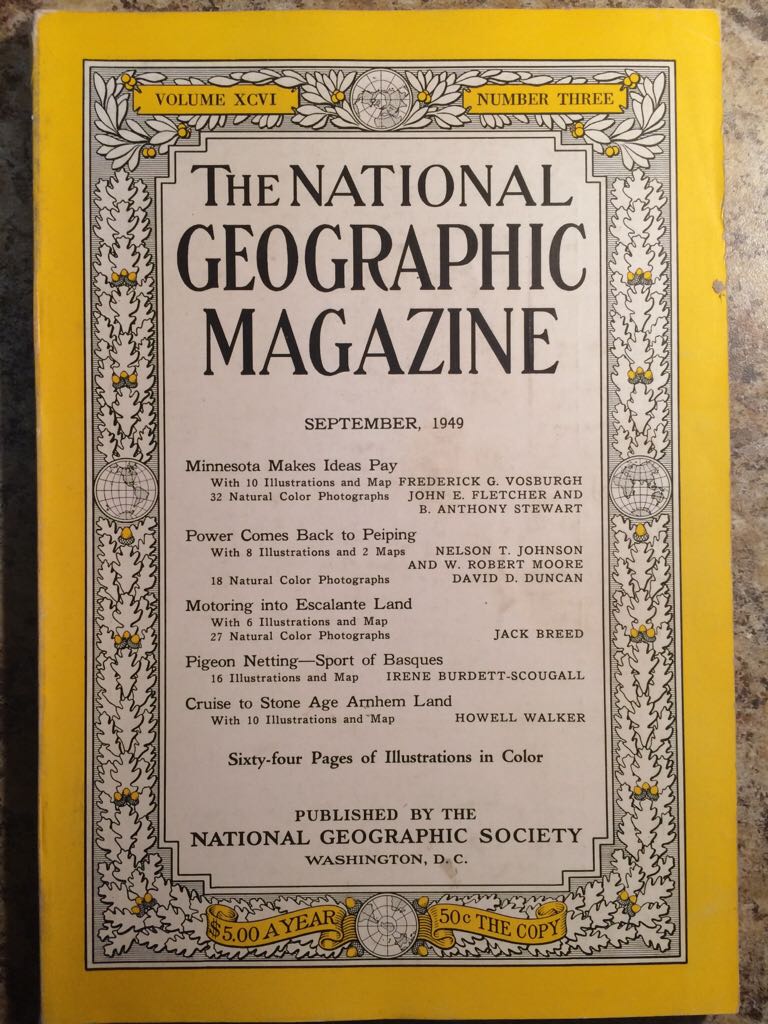 VOLUME XCVI
NUMBER THREE
THE NATIONAL
GEOGRAPHIC
MAGAZINE
SEPTEMBER, 1949
Minnesota Makes Ideas Pay
With 10 Illustrations and Map FREDERICK G. VOSBURGH
32 Natural Color Photographs JOHN E. FLETCHER AND
B. ANTHONY STEWART
Power Comes Back to Peiping
With 8 Illustrations and 2 Maps NELSON T. JOHNSON
AND W. ROBERT MOORE
18 Natural Color Photographs DAVID D. DUNCAN
Motoring into Escalante Land
With 6 Illustrations and Map
27 Natural Color Photographs JACK BREED
Pigeon Netting—Sport of Basques
16 Illustrations and Map IRENE BURDETT-SCOUGALL
Cruise to Stone Age Arnhem Land
With 10 Illustrations and Map HOWELL WALKER
Sixty-four Pages of Illustrations in Color
PUBLISHED BY THE
NATIONAL GEOGRAPHIC SOCIETY
WASHINGTON, D. C.
$5.00 A YEAR
50c THE COPY